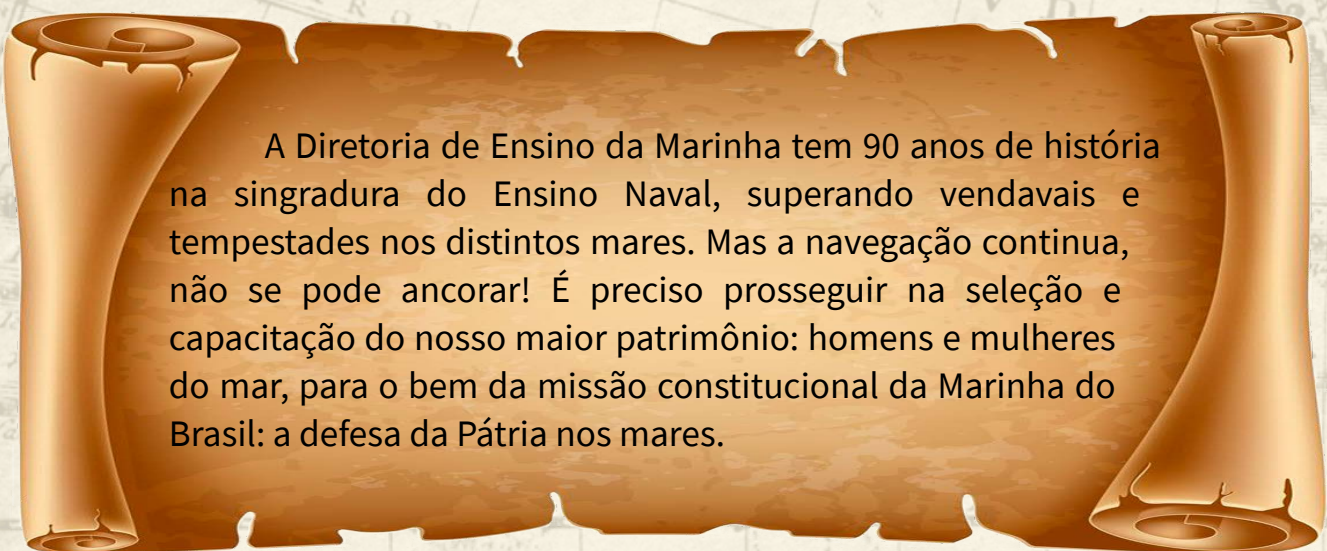 A Diretoria de Ensino da Marinha tem 90 anos de história
na singradura do Ensino Naval, superando vendavais e
tempestades nos distintos mares. Mas a navegação continua,
não se pode ancorar! É preciso prosseguir na seleção e
capacitação do nosso maior patrimônio: homens e mulheres
do mar, para o bem da missão constitucional da Marinha do
Brasil: a defesa da Pátria nos mares.